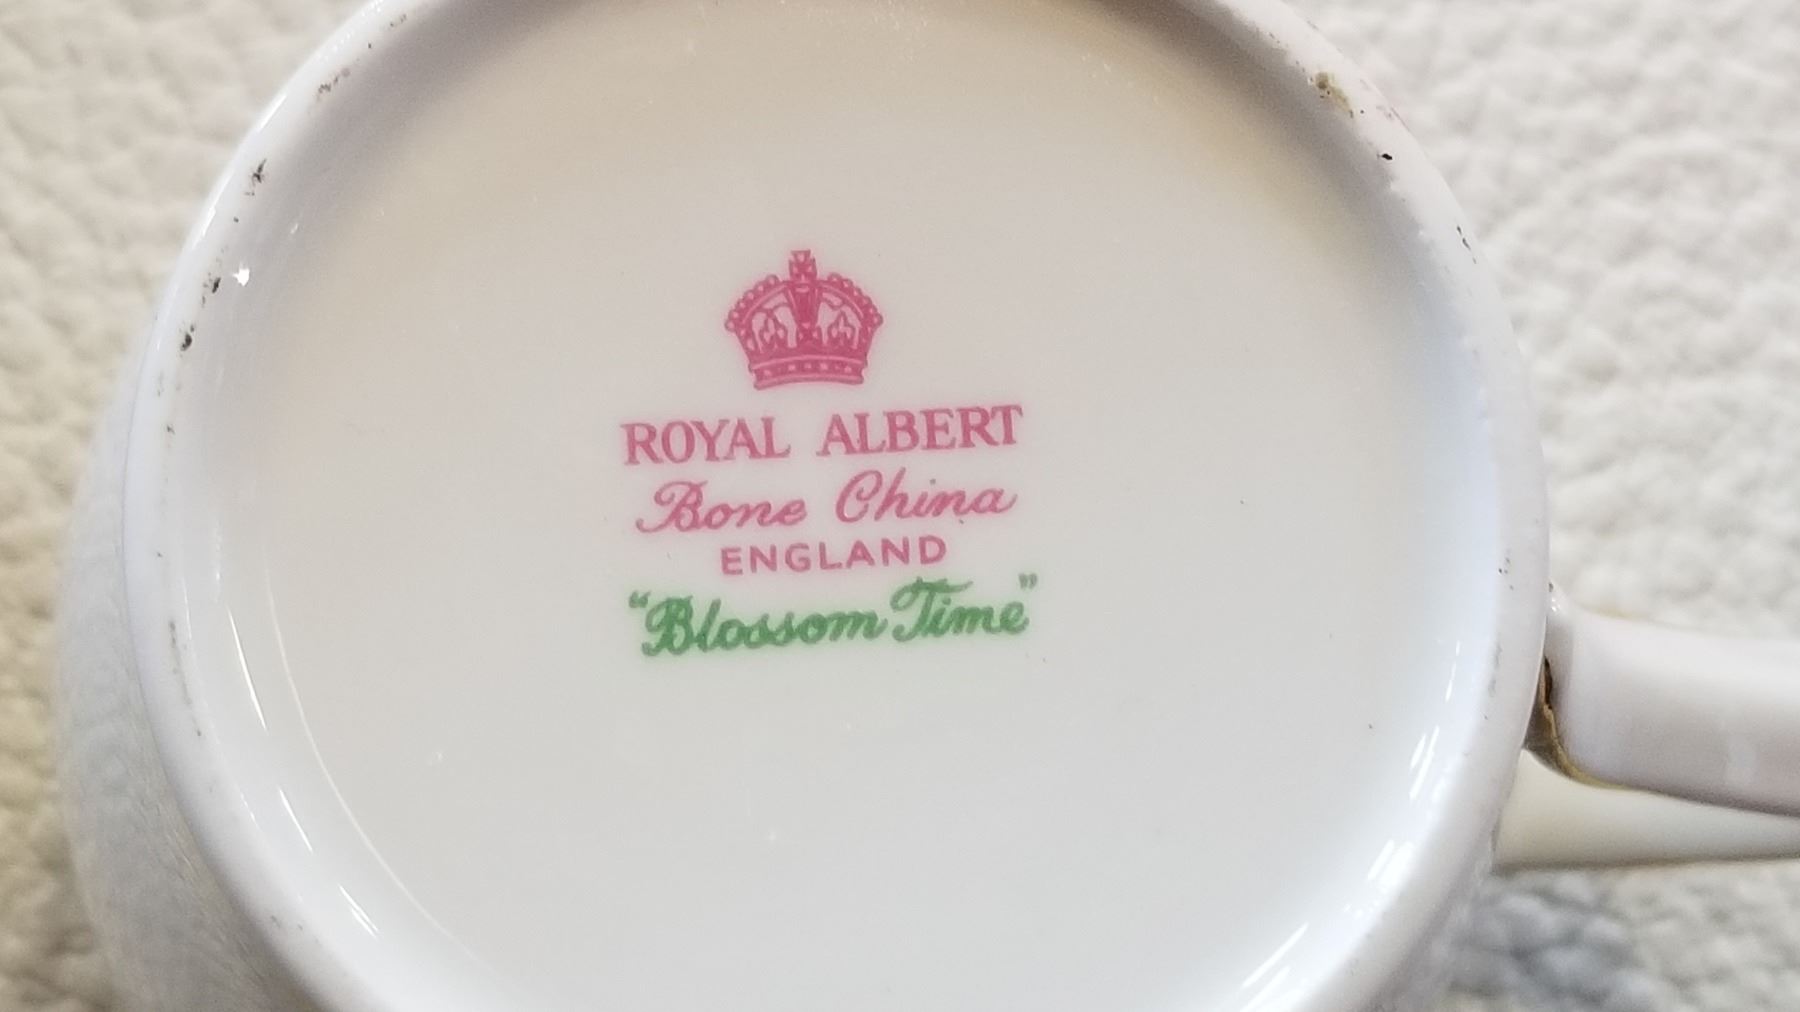 ROYAL ALBERT
Bone China
ENGLAND
“Blossom Time”